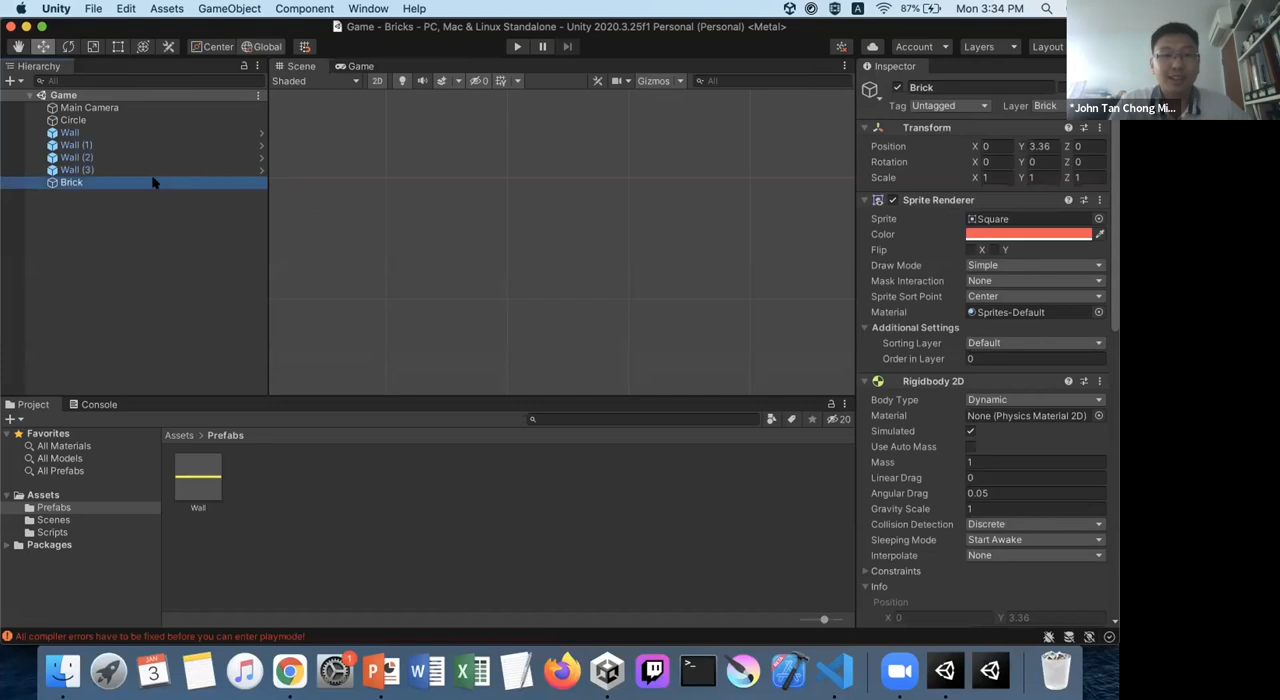 Unity File Edit Assets GameObject Component Window Help
A 87% Mon 3:34 PM
Game - Bricks - PC, Mac & Linux Standalone - Unity 2020.3.25f1 Personal (Personal) <Metal>
Center Global Account Layers Layout
Hierarchy
All
Game
Main Camera
Circle
Wall
Wall (1)
Wall (2)
Wall (3)
Brick
Scene Game
Shaded 2D 0 Gizmos All
Inspector
Brick
Tag Untagged Layer Brick
*John Tan Chong Mi...
Transform
Position X 0 Y 3.36 Z 0
Rotation X 0 Y 0 Z 0
Scale X 1 Y 1 Z 1
Sprite Renderer
Sprite Square
Color
Flip X Y
Draw Mode Simple
Mask Interaction None
Sprite Sort Point Center
Material Sprites-Default
Additional Settings
Sorting Layer Default
Order in Layer 0
Rigidbody 2D
Body Type Dynamic
Material None (Physics Material 2D)
Simulated
Use Auto Mass
Mass 1
Linear Drag 0
Angular Drag 0.05
Gravity Scale 1
Collision Detection Discrete
Sleeping Mode Start Awake
Interpolate None
Constraints
Info
Position
X 0 Y 3.36
Project Console
20
Favorites
All Materials
All Models
All Prefabs
Assets
Prefabs
Scenes
Scripts
Packages
Assets > Prefabs
Wall
All compiler errors have to be fixed before you can enter playmode!
JAN
3
1